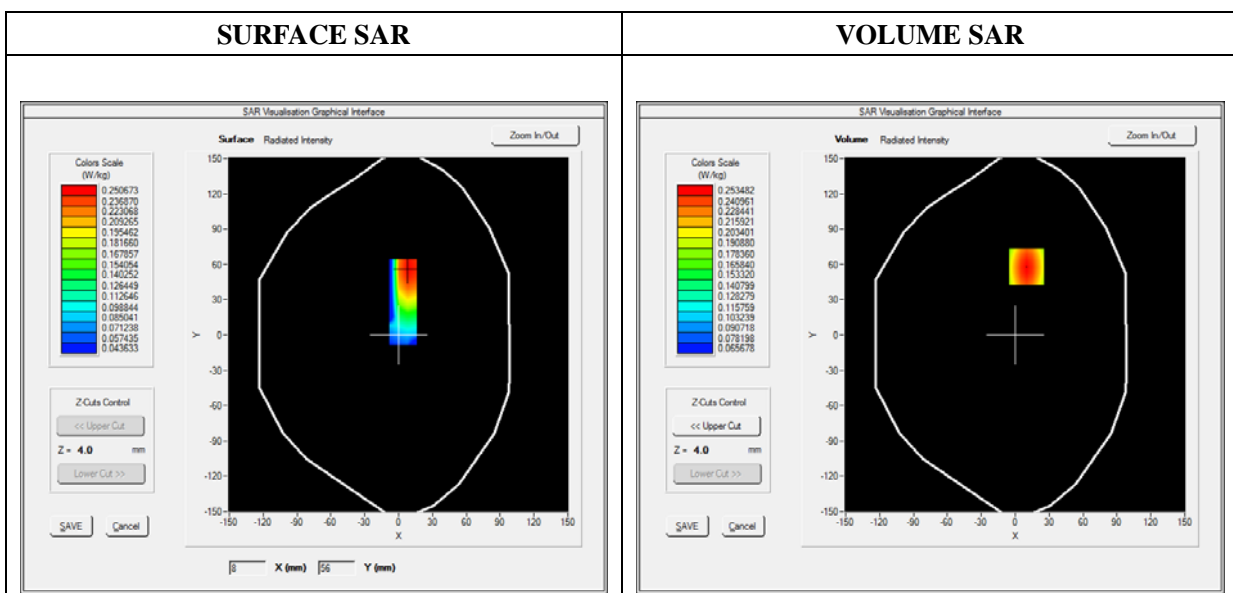 SURFACE SAR
VOLUME SAR
SAR Visualisation Graphical Interface
Surface Radiated Intensity
Zoom In/Out
Colors Scale
(W/kg)
0.250673
0.236870
0.223068
0.209265
0.195462
0.181660
0.167857
0.154054
0.140252
0.126449
0.112646
0.098844
0.085041
0.071238
0.057435
0.043633
150
120
90
60
30
0
-30
-60
-90
-120
-150
Y
-150 -120 -90 -60 -30 0 30 60 90 120 150
X
Z-Cuts Control
<< Upper Cut
Z = 4.0 mm
Lower Cut >>
SAVE Cancel
8 X (mm) 56 Y (mm)
SAR Visualisation Graphical Interface
Volume Radiated Intensity
Zoom In/Out
Colors Scale
(W/kg)
0.253482
0.240961
0.228441
0.215921
0.203401
0.190880
0.178360
0.165840
0.153320
0.140799
0.128279
0.115759
0.103239
0.090718
0.078198
0.065678
150
120
90
60
30
0
-30
-60
-90
-120
-150
Y
-150 -120 -90 -60 -30 0 30 60 90 120 150
X
Z-Cuts Control
<< Upper Cut
Z = 4.0 mm
Lower Cut >>
SAVE Cancel